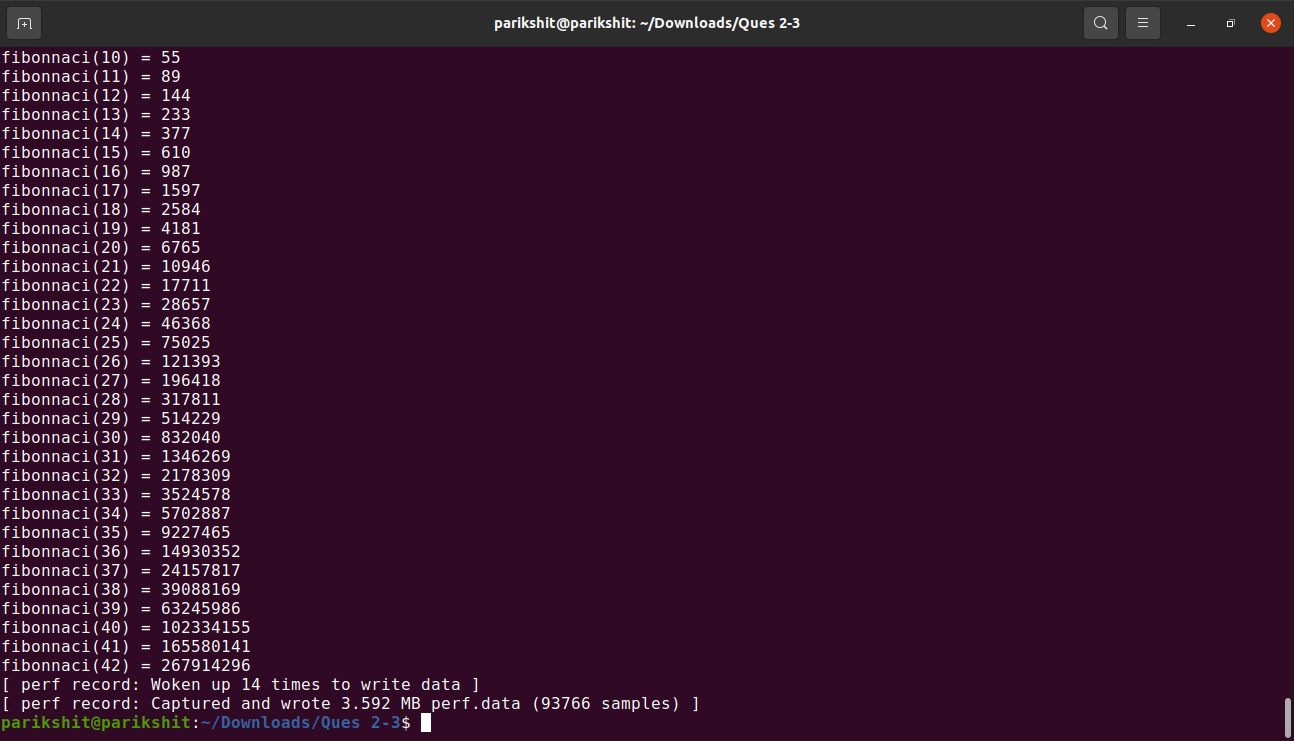 parikshit@parikshit: ~/Downloads/Ques 2-3
fibonnaci(10) = 55
fibonnaci(11) = 89
fibonnaci(12) = 144
fibonnaci(13) = 233
fibonnaci(14) = 377
fibonnaci(15) = 610
fibonnaci(16) = 987
fibonnaci(17) = 1597
fibonnaci(18) = 2584
fibonnaci(19) = 4181
fibonnaci(20) = 6765
fibonnaci(21) = 10946
fibonnaci(22) = 17711
fibonnaci(23) = 28657
fibonnaci(24) = 46368
fibonnaci(25) = 75025
fibonnaci(26) = 121393
fibonnaci(27) = 196418
fibonnaci(28) = 317811
fibonnaci(29) = 514229
fibonnaci(30) = 832040
fibonnaci(31) = 1346269
fibonnaci(32) = 2178309
fibonnaci(33) = 3524578
fibonnaci(34) = 5702887
fibonnaci(35) = 9227465
fibonnaci(36) = 14930352
fibonnaci(37) = 24157817
fibonnaci(38) = 39088169
fibonnaci(39) = 63245986
fibonnaci(40) = 102334155
fibonnaci(41) = 165580141
fibonnaci(42) = 267914296
[ perf record: Woken up 14 times to write data ]
[ perf record: Captured and wrote 3.592 MB perf.data (93766 samples) ]
parikshit@parikshit:~/Downloads/Ques 2-3$